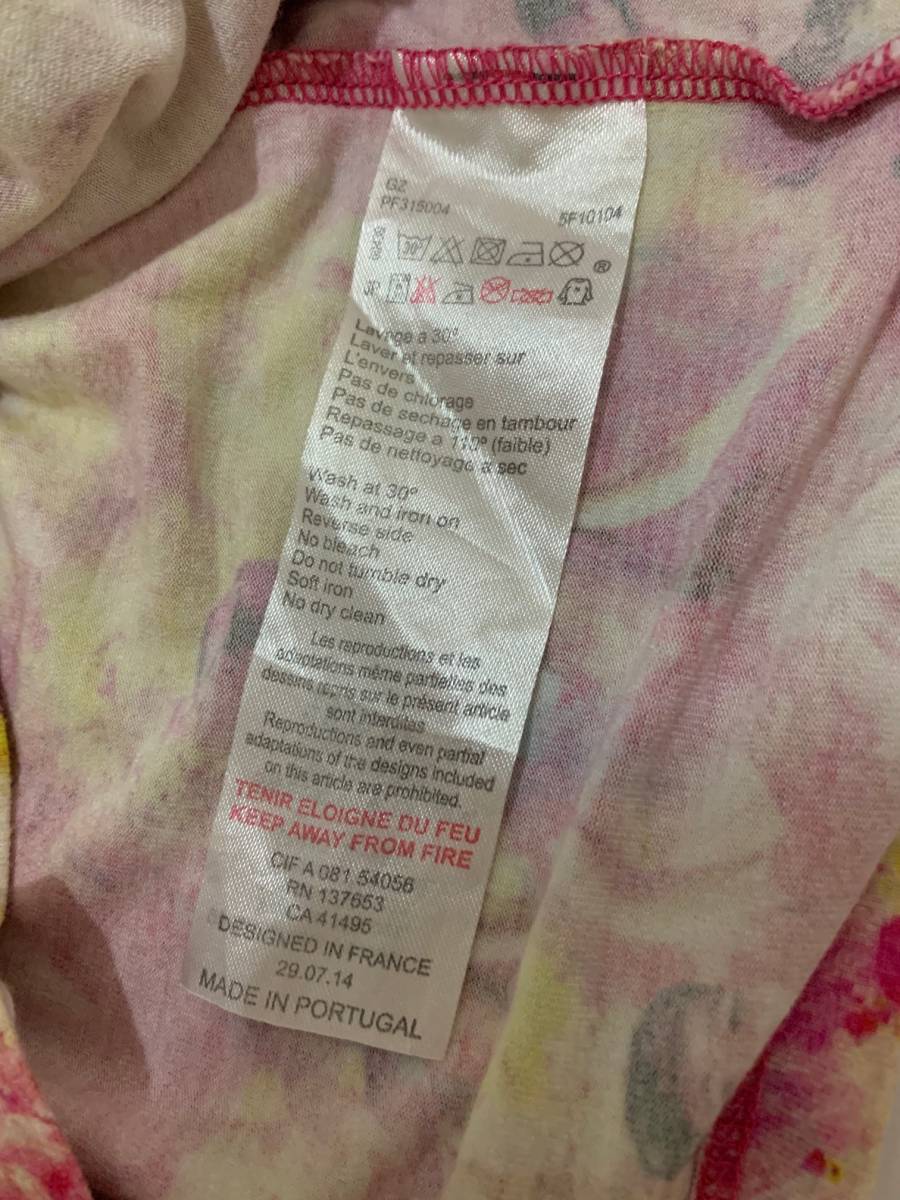 GZ
PF315004 5F10104
30°
®
JP
Lavage a 30°
Laver et repasser sur
L'envers
Pas de chlorage
Pas de sechage en tambour
Repassage a 110° (faible)
Pas de nettoyage a sec
Wash at 30°
Wash and iron on
Reverse side
No bleach
Do not tumble dry
Soft iron
No dry clean
Les reproductions et les
adaptations même partielles des
dessins repris sur le présent article
sont interdites
Reproductions and even partial
adaptations of the designs included
on this article are prohibited.
TENIR ELOIGNE DU FEU
KEEP AWAY FROM FIRE
CIF A 081 54056
RN 137653
CA 41495
DESIGNED IN FRANCE
29.07.14
MADE IN PORTUGAL